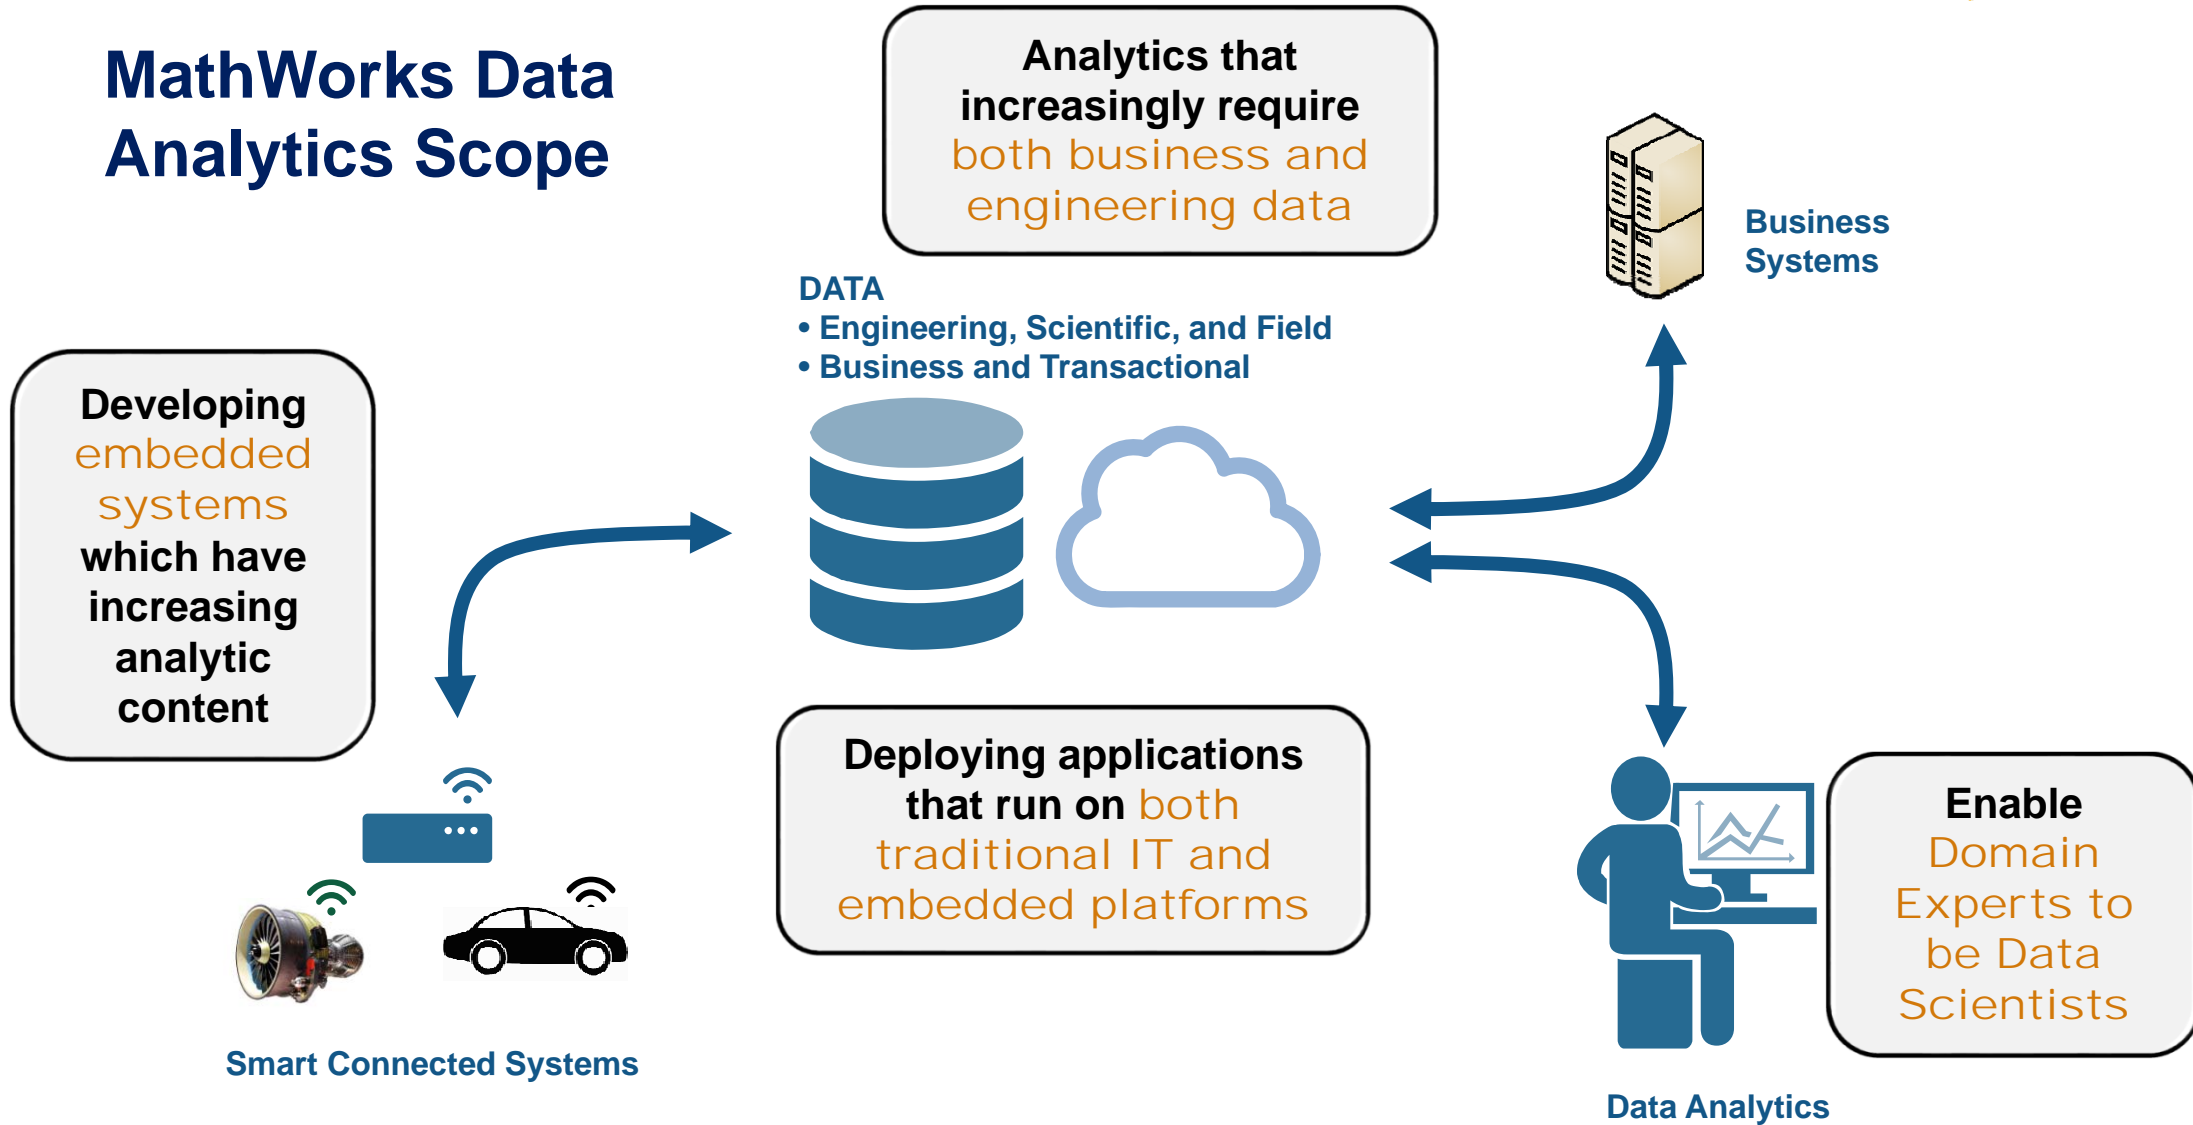 MathWorks Data
Analytics Scope
Analytics that
increasingly require
both business and
engineering data
Business
Systems
DATA
• Engineering, Scientific, and Field
• Business and Transactional
Developing
embedded
systems
which have
increasing
analytic
content
Deploying applications
that run on both
traditional IT and
embedded platforms
Enable
Domain
Experts to
be Data
Scientists
Smart Connected Systems
Data Analytics